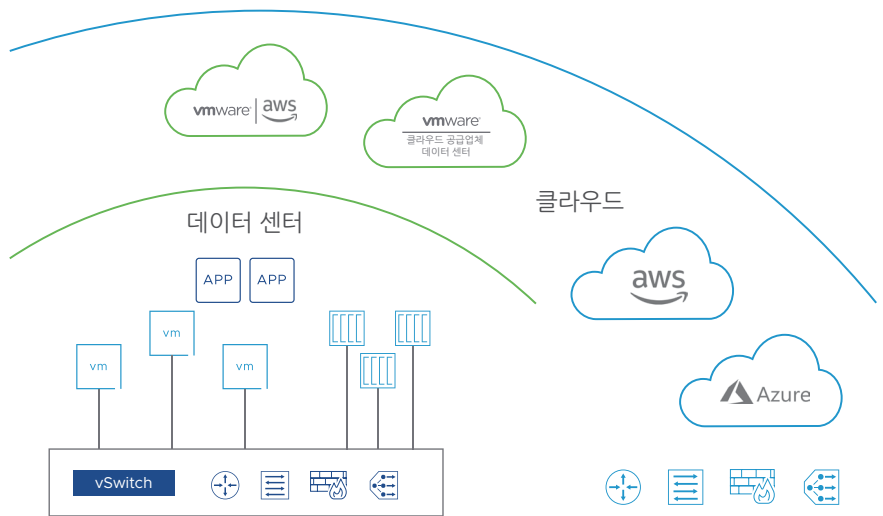 vmware | aws
vmware
클라우드 공급업체
데이터 센터
클라우드
데이터 센터
aws
APP APP
vm
vm
vm
Azure
vSwitch